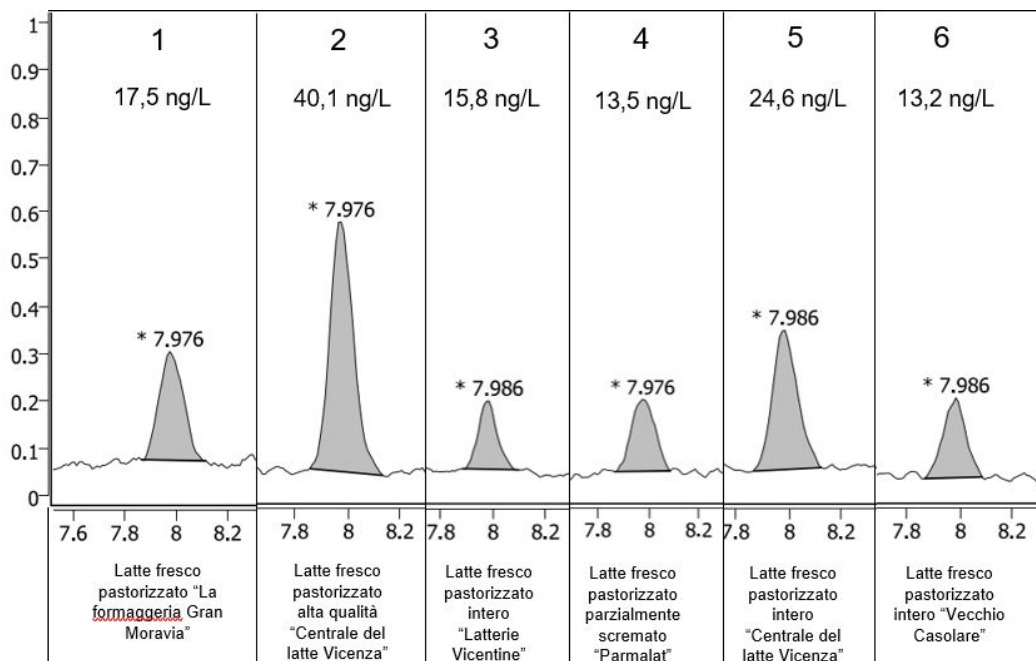 1
2
3
4
5
6
17,5 ng/L
40,1 ng/L
15,8 ng/L
13,5 ng/L
24,6 ng/L
13,2 ng/L
1
0.9
0.8
0.7
0.6
0.5
0.4
0.3
0.2
0.1
0
* 7.976
* 7.976
* 7.986
* 7.976
* 7.986
* 7.986
7.6 7.8 8 8.2
7.8 8 8.2
7.8 8 8.2
7.8 8 8.2
7.8 8 8.2
7.8 8 8.2
Latte fresco
pastorizzato “La
formaggeria Gran
Moravia”
Latte fresco
pastorizzato
alta qualità
“Centrale del
latte Vicenza”
Latte fresco
pastorizzato
intero
“Latterie
Vicentine”
Latte fresco
pastorizzato
parzialmente
scremato
“Parmalat”
Latte fresco
pastorizzato
intero
“Centrale del
latte Vicenza”
Latte fresco
pastorizzato
intero “Vecchio
Casolare”